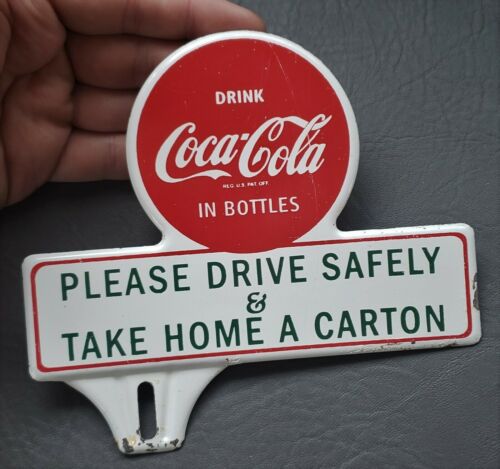 DRINK
Coca-Cola
REG. U.S. PAT. OFF.
IN BOTTLES
PLEASE DRIVE SAFELY
&
TAKE HOME A CARTON